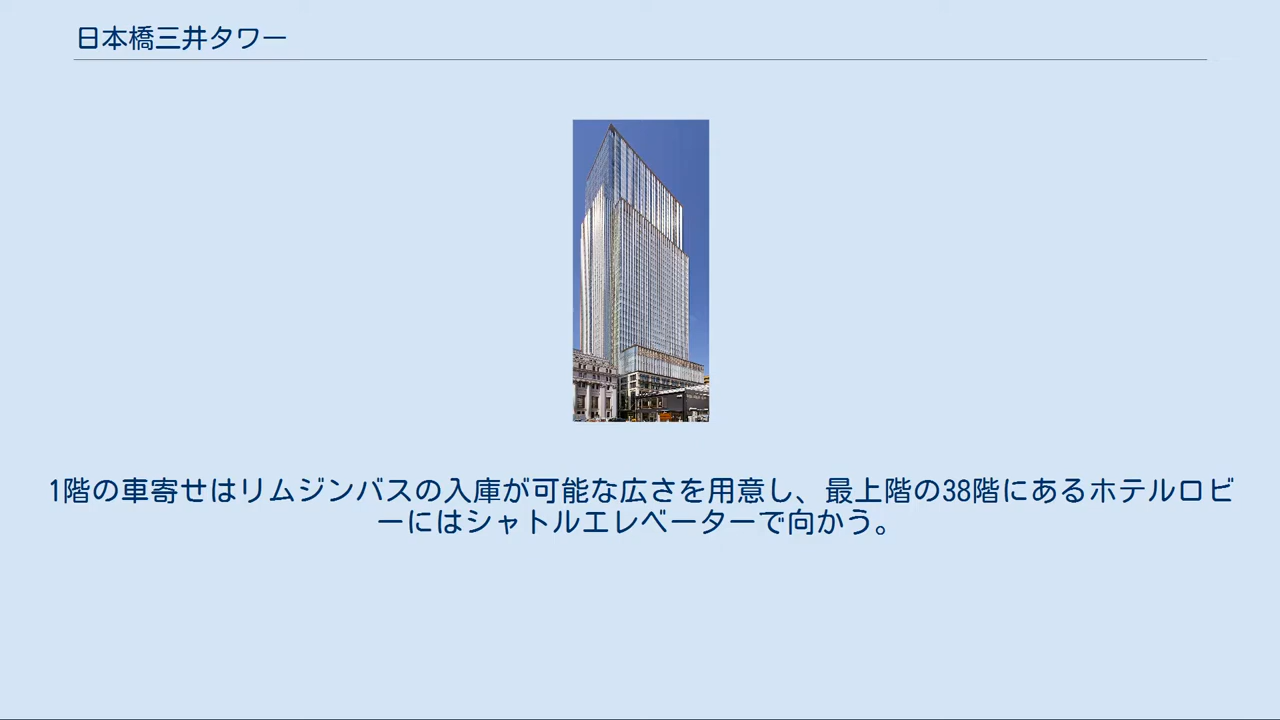 日本橋三井タワー
1階の車寄せはリムジンバスの入庫が可能な広さを用意し、最上階の38階にあるホテルロビ
ーにはシャトルエレベーターで向かう。